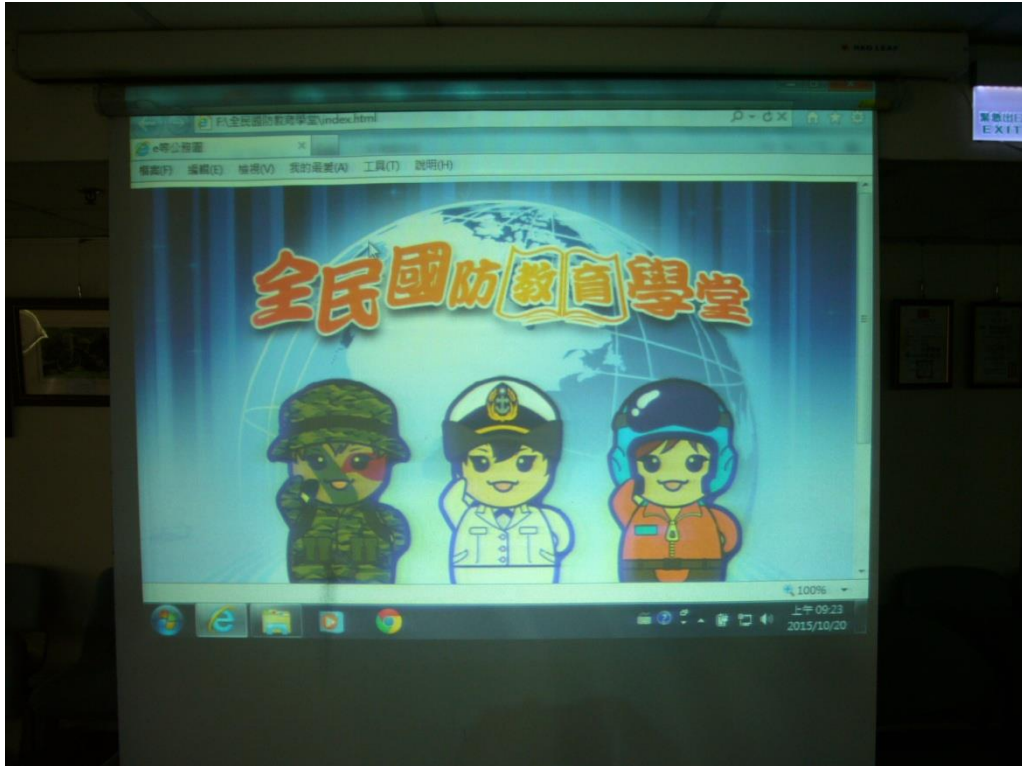 緊急出口
EXIT
F:\全民國防教育學堂\index.html
e等公務園
檔案(F) 編輯(E) 檢視(V) 我的最愛(A) 工具(T) 說明(H)
全民國防教育學堂
100%
上午 09:23
2015/10/20